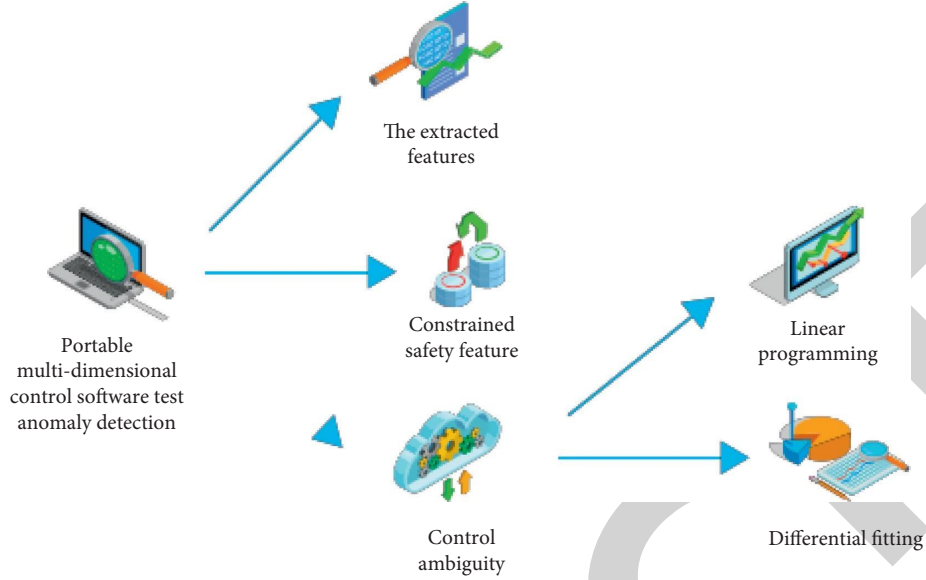 The extracted
features
Portable
multi-dimensional
control software test
anomaly detection
Constrained
safety feature
Linear
programming
Control
ambiguity
Differential fitting